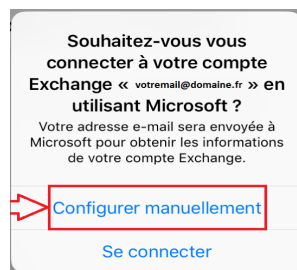 Souhaitez-vous vous
connecter à votre compte
Exchange « votremail@domaine.fr » en
utilisant Microsoft ?
Votre adresse e-mail sera envoyée à
Microsoft pour obtenir les informations
de votre compte Exchange.
Configurer manuellement
Se connecter